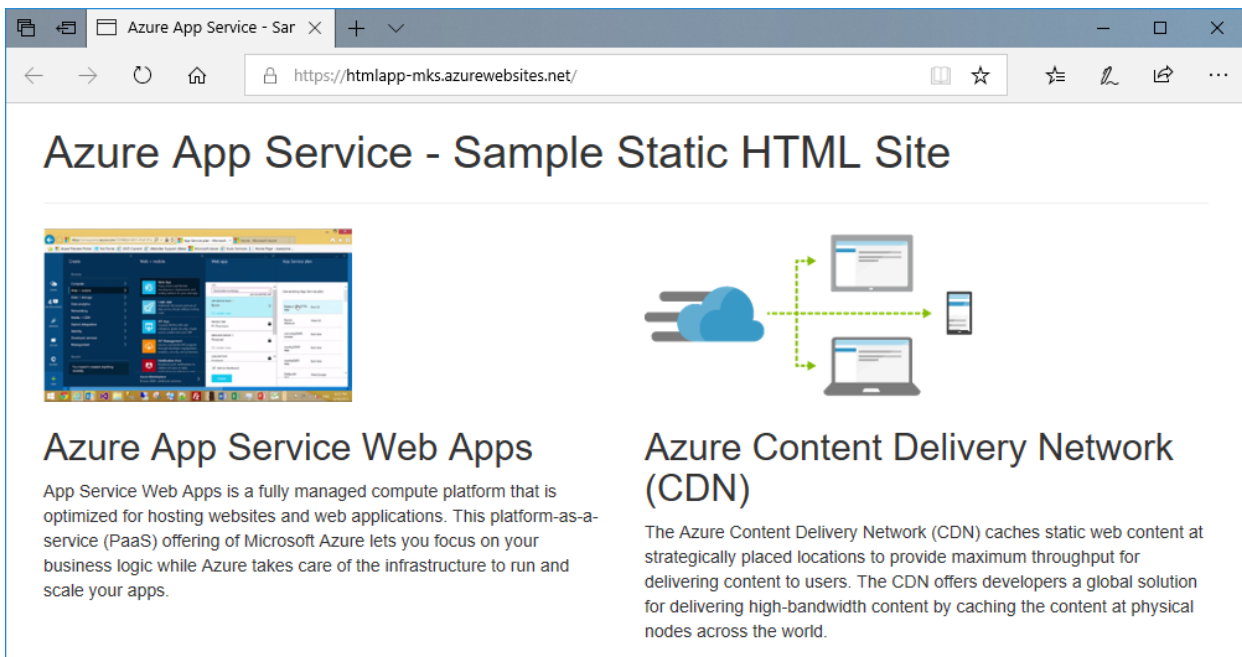 Azure App Service - Sar
https://htmlapp-mks.azurewebsites.net/
Azure App Service - Sample Static HTML Site
Azure App Service Web Apps
App Service Web Apps is a fully managed compute platform that is
optimized for hosting websites and web applications. This platform-as-a-
service (PaaS) offering of Microsoft Azure lets you focus on your
business logic while Azure takes care of the infrastructure to run and
scale your apps.
Azure Content Delivery Network
(CDN)
The Azure Content Delivery Network (CDN) caches static web content at
strategically placed locations to provide maximum throughput for
delivering content to users. The CDN offers developers a global solution
for delivering high-bandwidth content by caching the content at physical
nodes across the world.